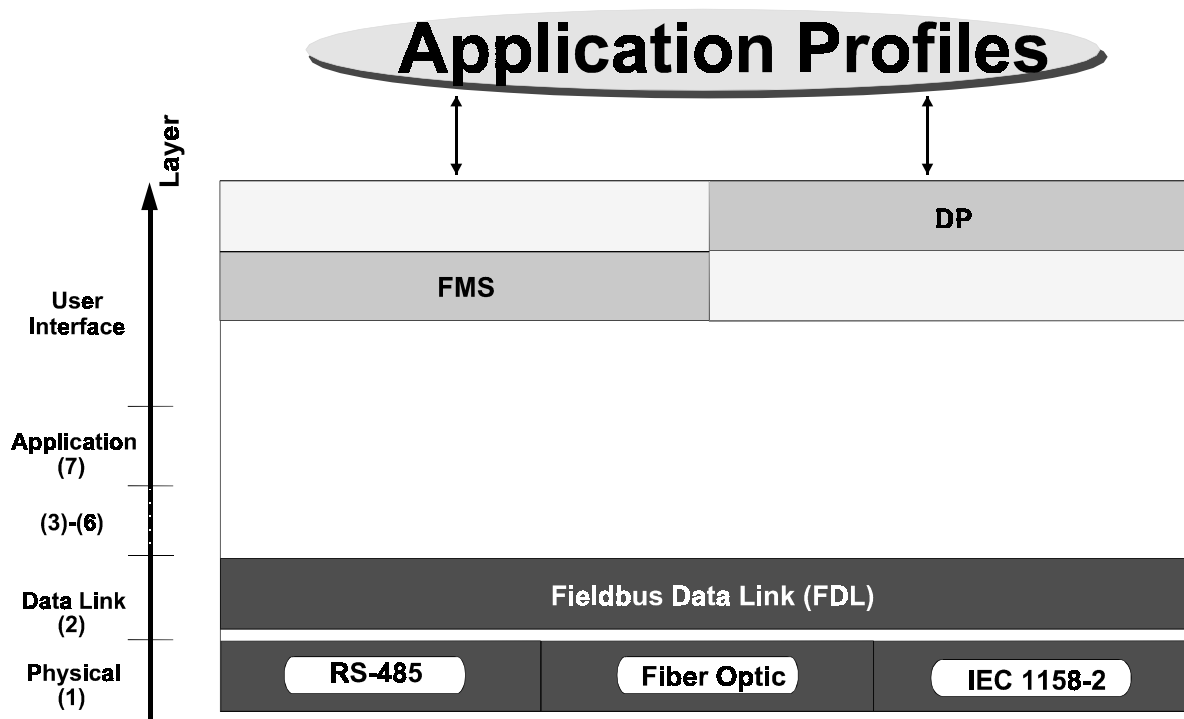 Application Profiles
Layer
DP
FMS
User
Interface
Application
(7)
(3)-(6)
Data Link
(2)
Fieldbus Data Link (FDL)
Physical
(1)
RS-485
Fiber Optic
IEC 1158-2